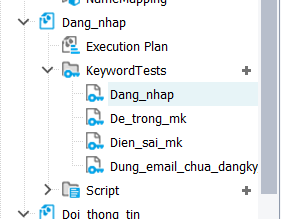 NameMapping
Dang_nhap
Execution Plan
KeywordTests
Dang_nhap
De_trong_mk
Dien_sai_mk
Dung_email_chua_dangky
Script
Doi_thong_tin